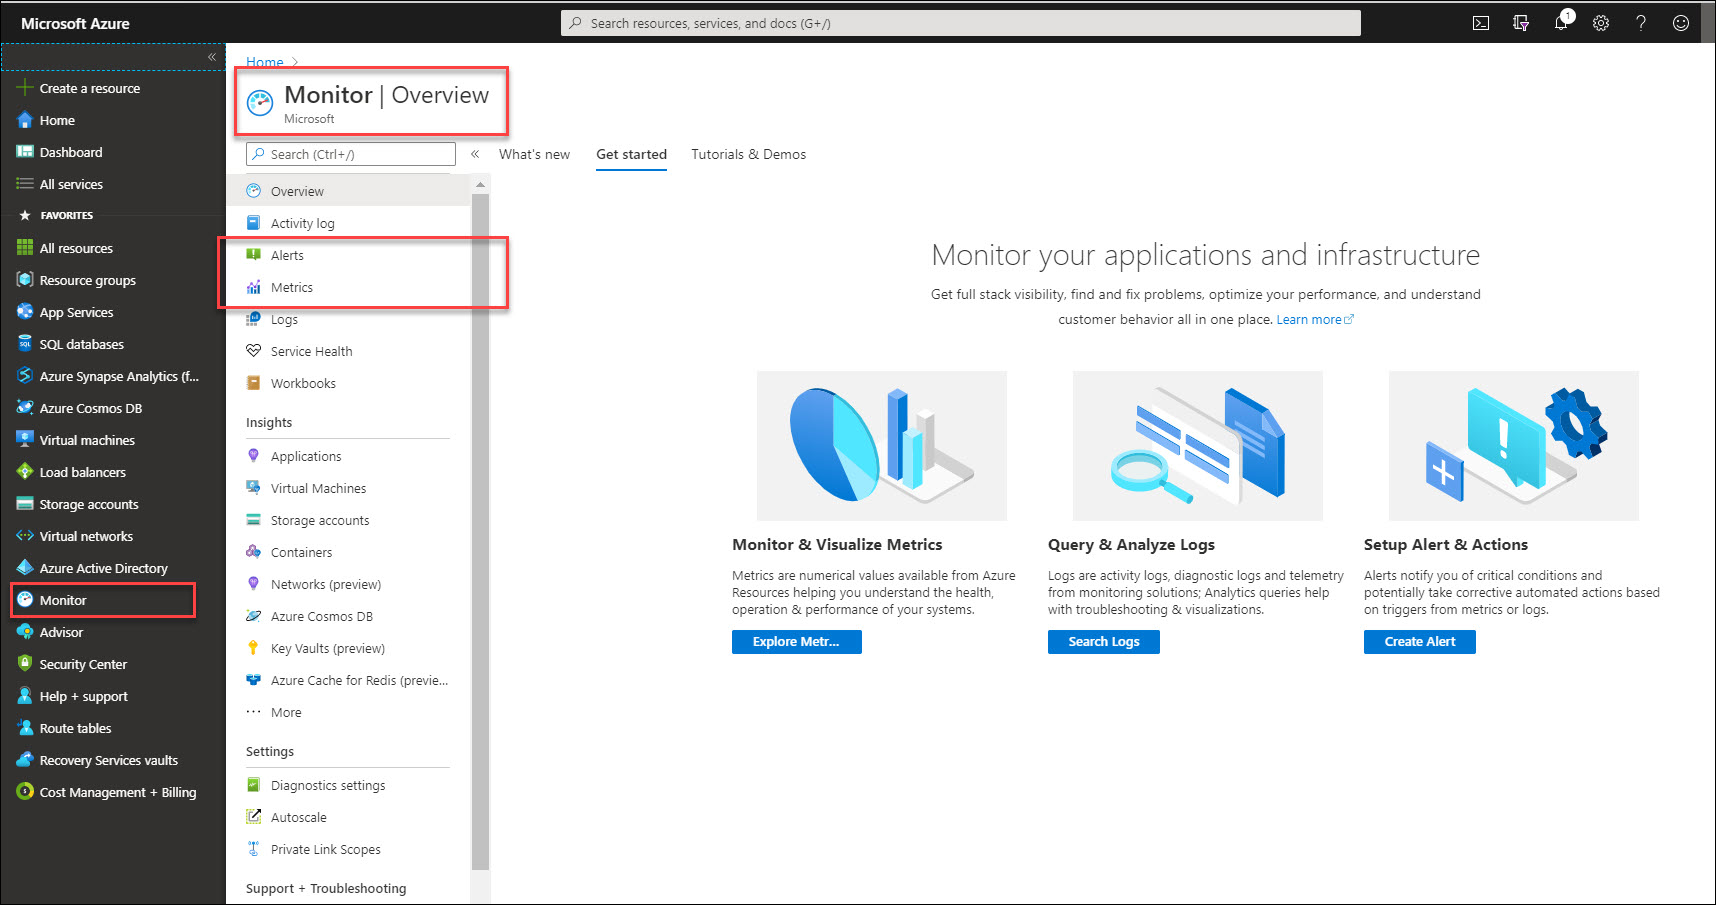 Microsoft Azure
Search resources, services, and docs (G+/)
1
Create a resource
Home
Dashboard
All services
FAVORITES
All resources
Resource groups
App Services
SQL databases
Azure Synapse Analytics (f...
Azure Cosmos DB
Virtual machines
Load balancers
Storage accounts
Virtual networks
Azure Active Directory
Monitor
Advisor
Security Center
Help + support
Route tables
Recovery Services vaults
Cost Management + Billing
Home >
Monitor | Overview
Microsoft
Search (Ctrl+/)
«
Overview
Activity log
Alerts
Metrics
Logs
Service Health
Workbooks
Insights
Applications
Virtual Machines
Storage accounts
Containers
Networks (preview)
Azure Cosmos DB
Key Vaults (preview)
Azure Cache for Redis (previe...
More
Settings
Diagnostics settings
Autoscale
Private Link Scopes
Support + Troubleshooting
What's new Get started Tutorials & Demos
Monitor your applications and infrastructure
Get full stack visibility, find and fix problems, optimize your performance, and understand
customer behavior all in one place. Learn more
Monitor & Visualize Metrics
Metrics are numerical values available from Azure
Resources helping you understand the health,
operation & performance of your systems.
Explore Metr...
Query & Analyze Logs
Logs are activity logs, diagnostic logs and telemetry
from monitoring solutions; Analytics queries help
with troubleshooting & visualizations.
Search Logs
Setup Alert & Actions
Alerts notify you of critical conditions and
potentially take corrective automated actions based
on triggers from metrics or logs.
Create Alert